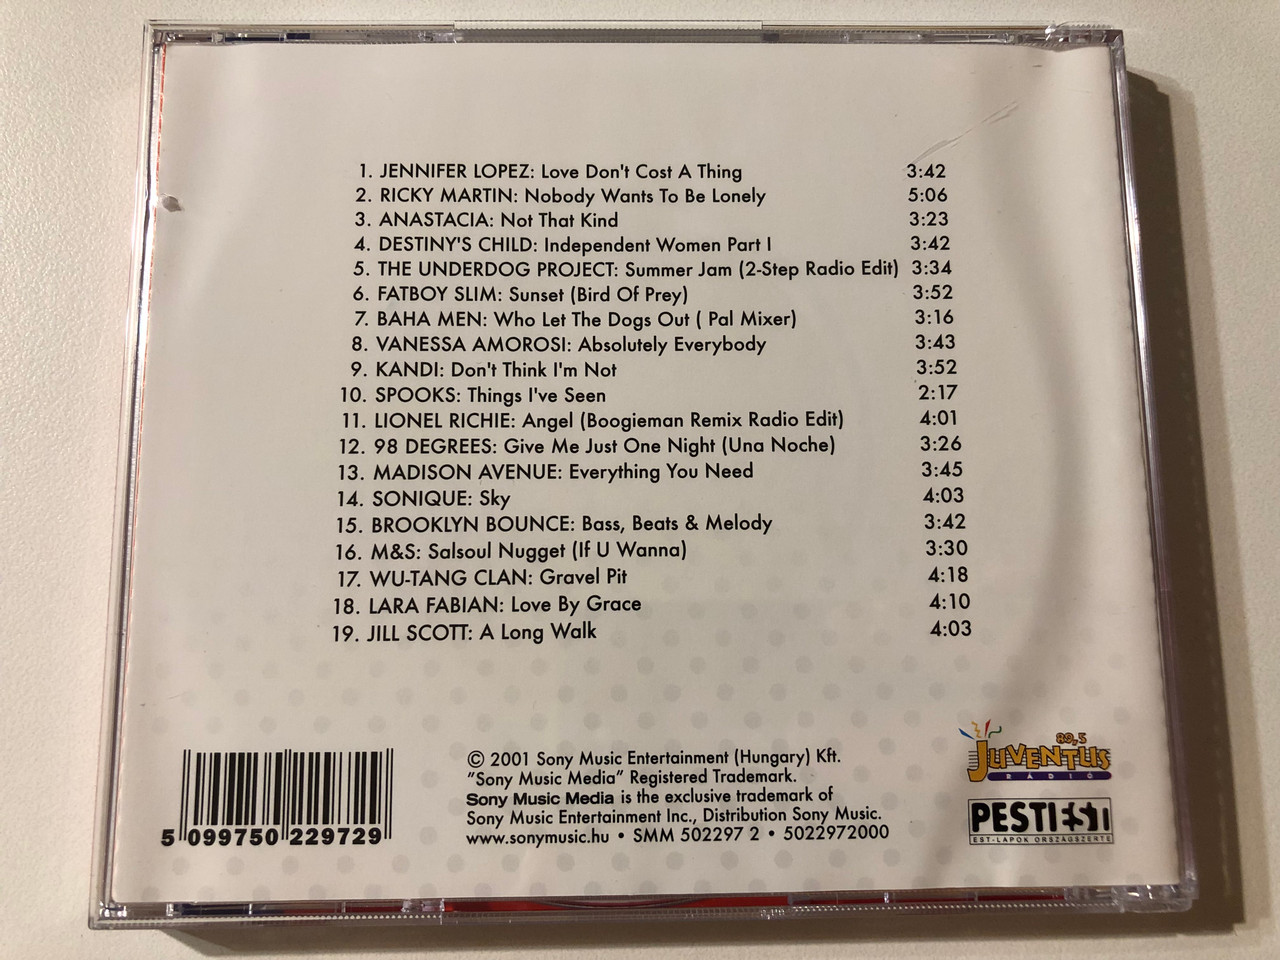 1. JENNIFER LOPEZ: Love Don't Cost A Thing 3:42
2. RICKY MARTIN: Nobody Wants To Be Lonely 5:06
3. ANASTACIA: Not That Kind 3:23
4. DESTINY'S CHILD: Independent Women Part I 3:42
5. THE UNDERDOG PROJECT: Summer Jam (2-Step Radio Edit) 3:34
6. FATBOY SLIM: Sunset (Bird Of Prey) 3:52
7. BAHA MEN: Who Let The Dogs Out ( Pal Mixer) 3:16
8. VANESSA AMOROSI: Absolutely Everybody 3:43
9. KANDI: Don't Think I'm Not 3:52
10. SPOOKS: Things I've Seen 2:17
11. LIONEL RICHIE: Angel (Boogieman Remix Radio Edit) 4:01
12. 98 DEGREES: Give Me Just One Night (Una Noche) 3:26
13. MADISON AVENUE: Everything You Need 3:45
14. SONIQUE: Sky 4:03
15. BROOKLYN BOUNCE: Bass, Beats & Melody 3:42
16. M&S: Salsoul Nugget (If U Wanna) 3:30
17. WU-TANG CLAN: Gravel Pit 4:18
18. LARA FABIAN: Love By Grace 4:10
19. JILL SCOTT: A Long Walk 4:03
5 099750 229729
© 2001 Sony Music Entertainment (Hungary) Kft.
"Sony Music Media" Registered Trademark.
Sony Music Media is the exclusive trademark of
Sony Music Entertainment Inc., Distribution Sony Music.
www.sonymusic.hu • SMM 502297 2 • 5022972000
89,5
JUVENTUS
RÁDIÓ
PESTI EST
EST-LAPOK ORSZÁGSZERTE